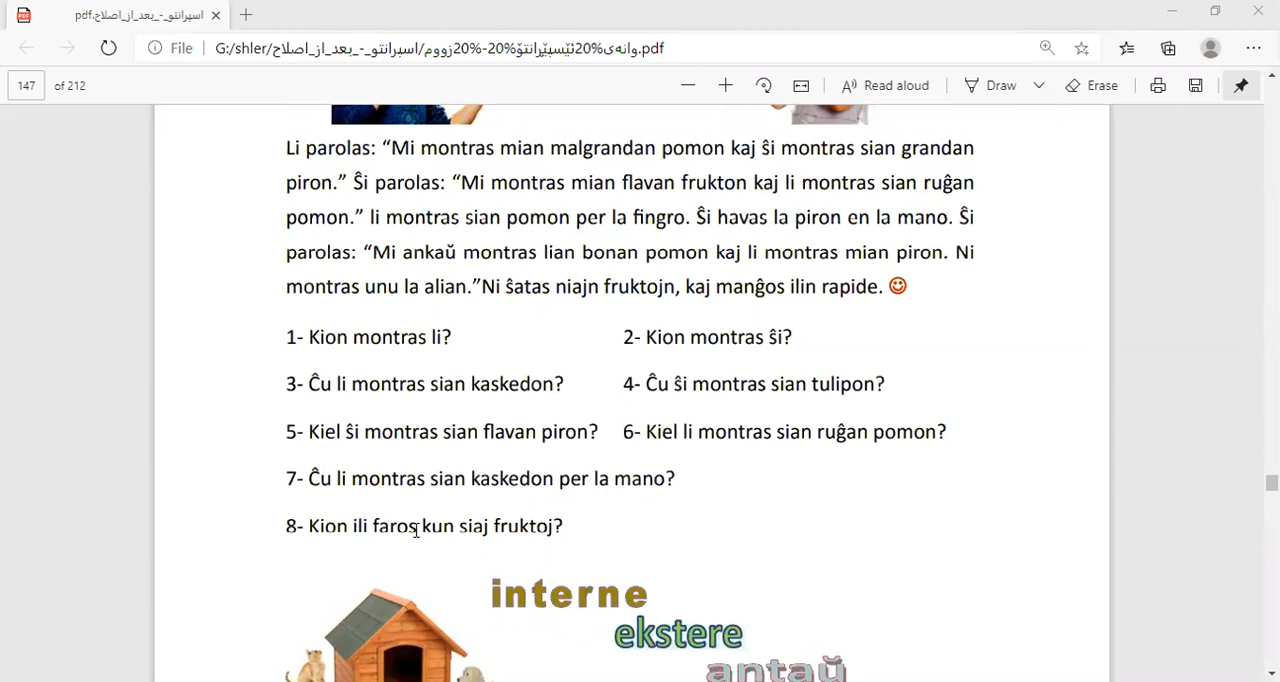 اسپرانتو_-_بعد_از_اصلاح.pdf
File G:/shler/وانەی%20ئێسپێرانتۆ%20-%20زووم/اسپرانتو_-_بعد_از_اصلاح.pdf
147 of 212 Read aloud Draw Erase
Li parolas: “Mi montras mian malgrandan pomon kaj ŝi montras sian grandan
piron.” Ŝi parolas: “Mi montras mian flavan frukton kaj li montras sian ruĝan
pomon.” li montras sian pomon per la fingro. Ŝi havas la piron en la mano. Ŝi
parolas: “Mi ankaŭ montras lian bonan pomon kaj li montras mian piron. Ni
montras unu la alian.”Ni ŝatas niajn fruktojn, kaj manĝos ilin rapide.
1- Kion montras li? 2- Kion montras ŝi?
3- Ĉu li montras sian kaskedon? 4- Ĉu ŝi montras sian tulipon?
5- Kiel ŝi montras sian flavan piron? 6- Kiel li montras sian ruĝan pomon?
7- Ĉu li montras sian kaskedon per la mano?
8- Kion ili faros kun siaj fruktoj?
interne
ekstere
antaŭ